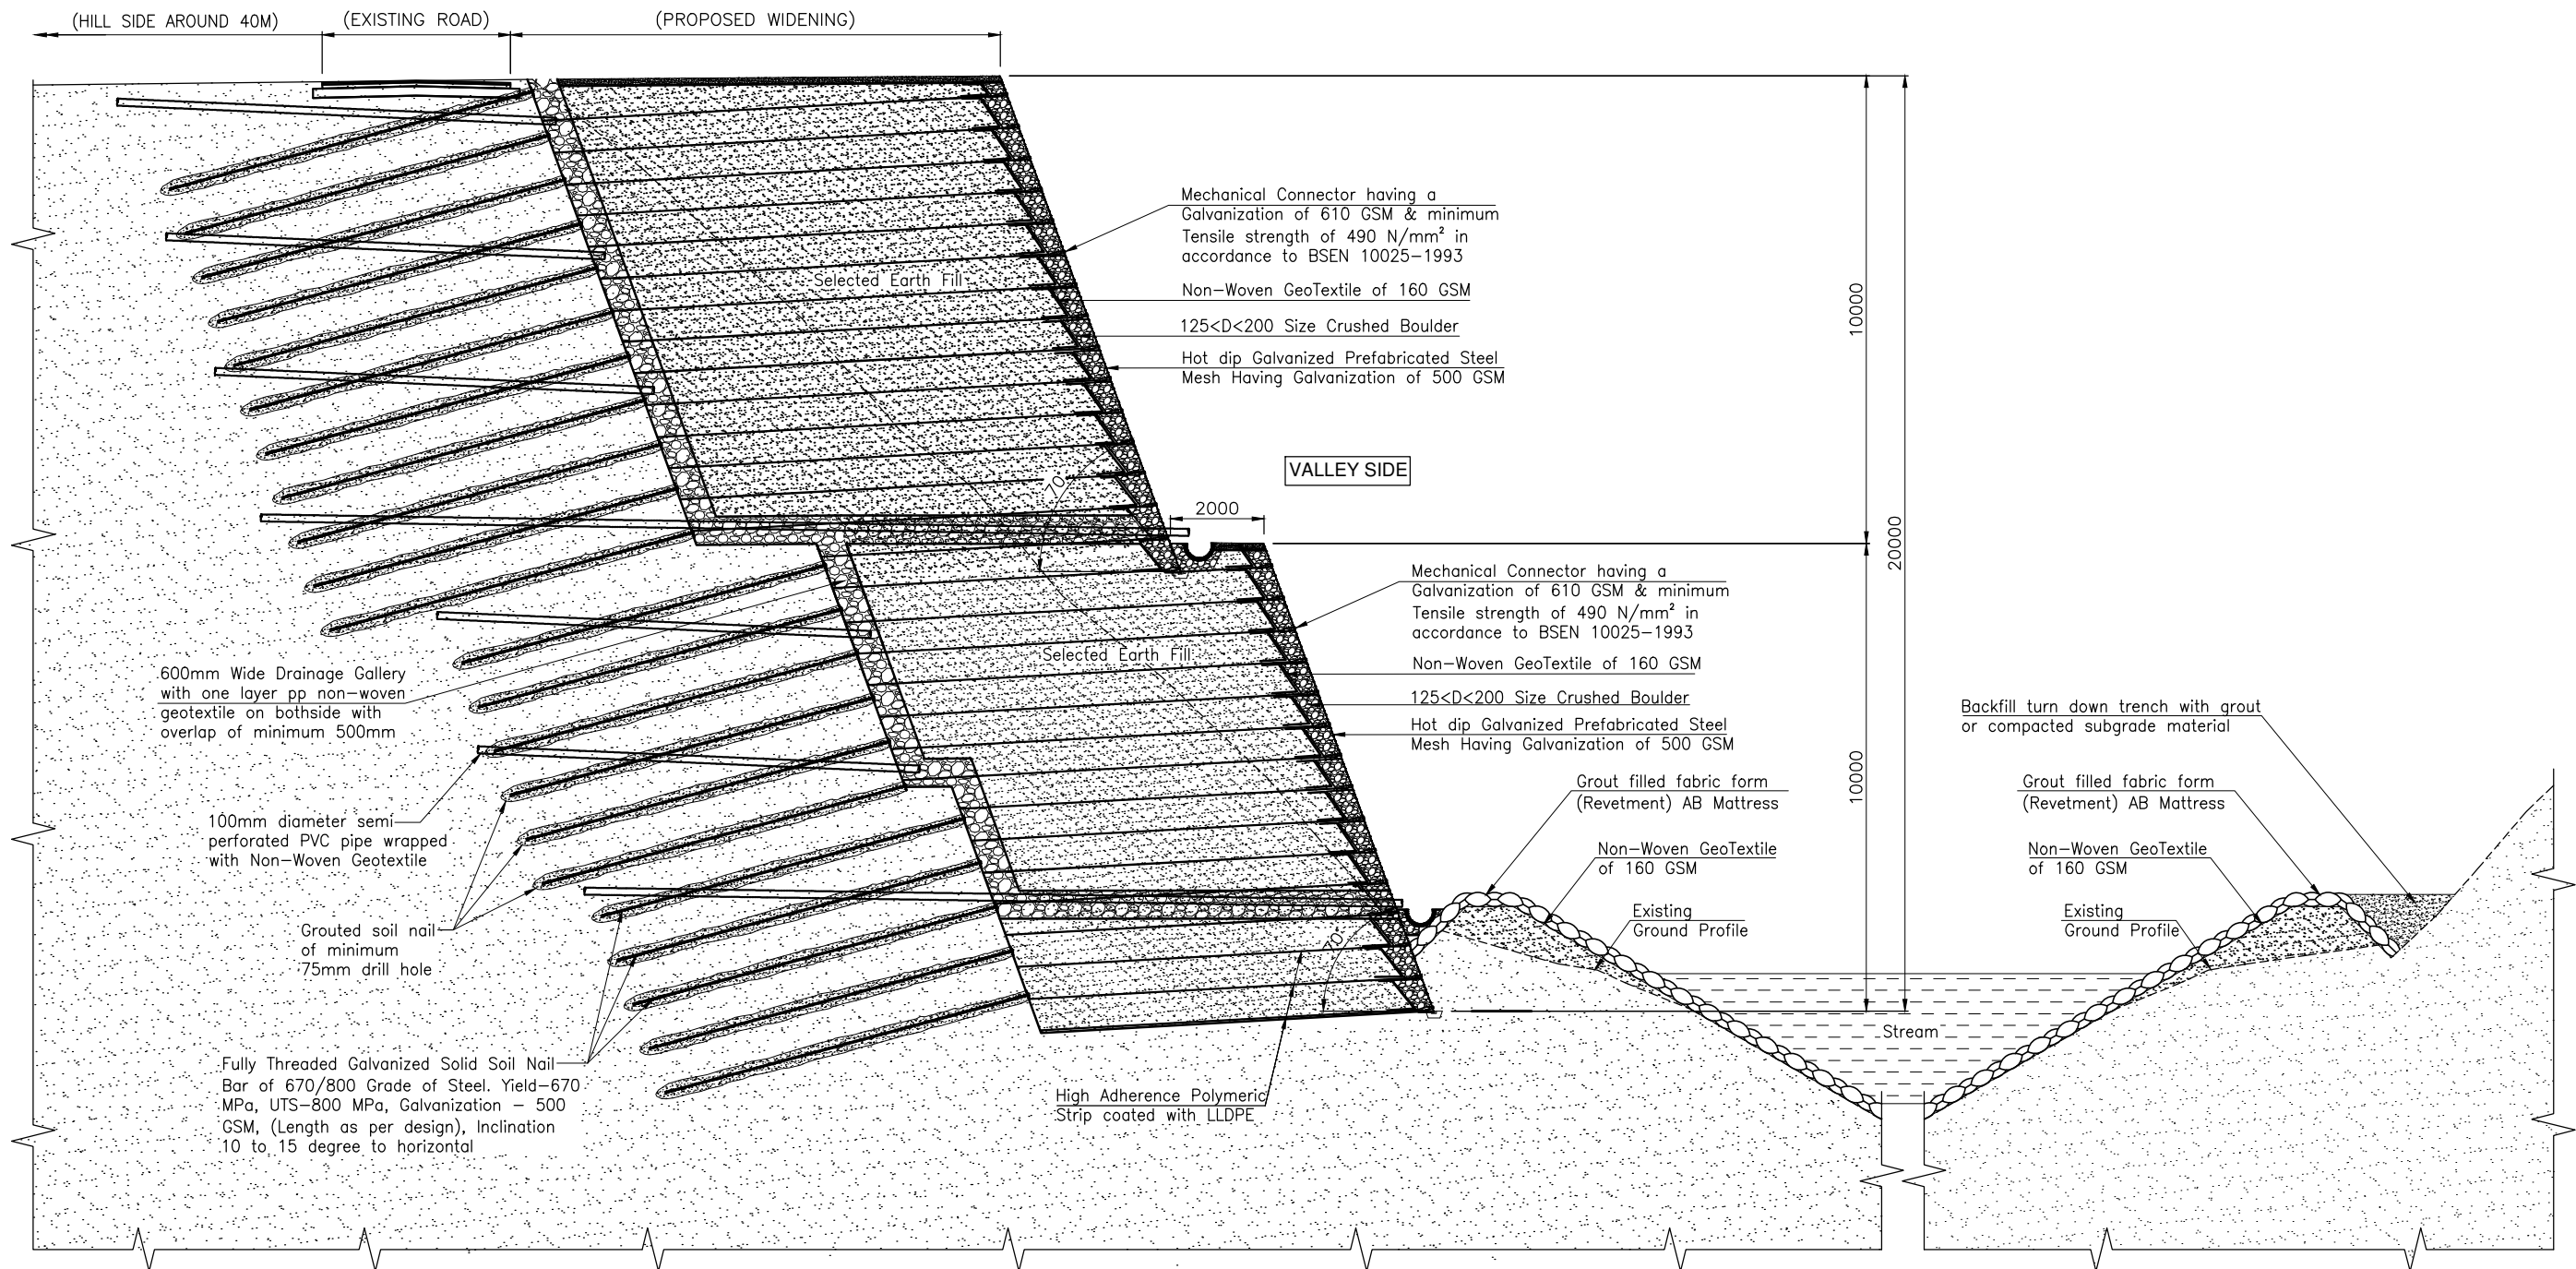 (HILL SIDE AROUND 40M)
(EXISTING ROAD)
(PROPOSED WIDENING)
Mechanical Connector having a
Galvanization of 610 GSM & minimum
Tensile strength of 490 N/mm² in
accordance to BSEN 10025-1993
Selected Earth Fill
Non-Woven GeoTextile of 160 GSM
125<D<200 Size Crushed Boulder
Hot dip Galvanized Prefabricated Steel
Mesh Having Galvanization of 500 GSM
10000
VALLEY SIDE
70
2000
20000
Mechanical Connector having a
Galvanization of 610 GSM & minimum
Tensile strength of 490 N/mm² in
accordance to BSEN 10025-1993
Selected Earth Fill
Non-Woven GeoTextile of 160 GSM
125<D<200 Size Crushed Boulder
Hot dip Galvanized Prefabricated Steel
Mesh Having Galvanization of 500 GSM
10000
600mm Wide Drainage Gallery
with one layer pp non-woven
geotextile on bothside with
overlap of minimum 500mm
Backfill turn down trench with grout
or compacted subgrade material
Grout filled fabric form
(Revetment) AB Mattress
Grout filled fabric form
(Revetment) AB Mattress
100mm diameter semi
perforated PVC pipe wrapped
with Non-Woven Geotextile
Non-Woven GeoTextile
of 160 GSM
Non-Woven GeoTextile
of 160 GSM
Existing
Ground Profile
Existing
Ground Profile
Grouted soil nail
of minimum
75mm drill hole
70
Stream
Fully Threaded Galvanized Solid Soil Nail
Bar of 670/800 Grade of Steel. Yield-670
MPa, UTS-800 MPa, Galvanization - 500
GSM, (Length as per design), Inclination
10 to 15 degree to horizontal
High Adherence Polymeric
Strip coated with LLDPE